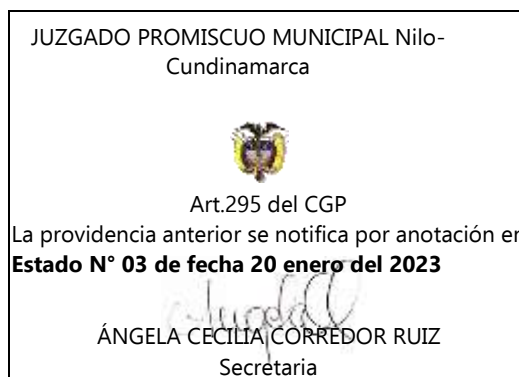 JUZGADO PROMISCUO MUNICIPAL Nilo-
Cundinamarca
Art.295 del CGP
La providencia anterior se notifica por anotación en
Estado N° 03 de fecha 20 enero del 2023
ÁNGELA CECILIA CORREDOR RUIZ
Secretaria